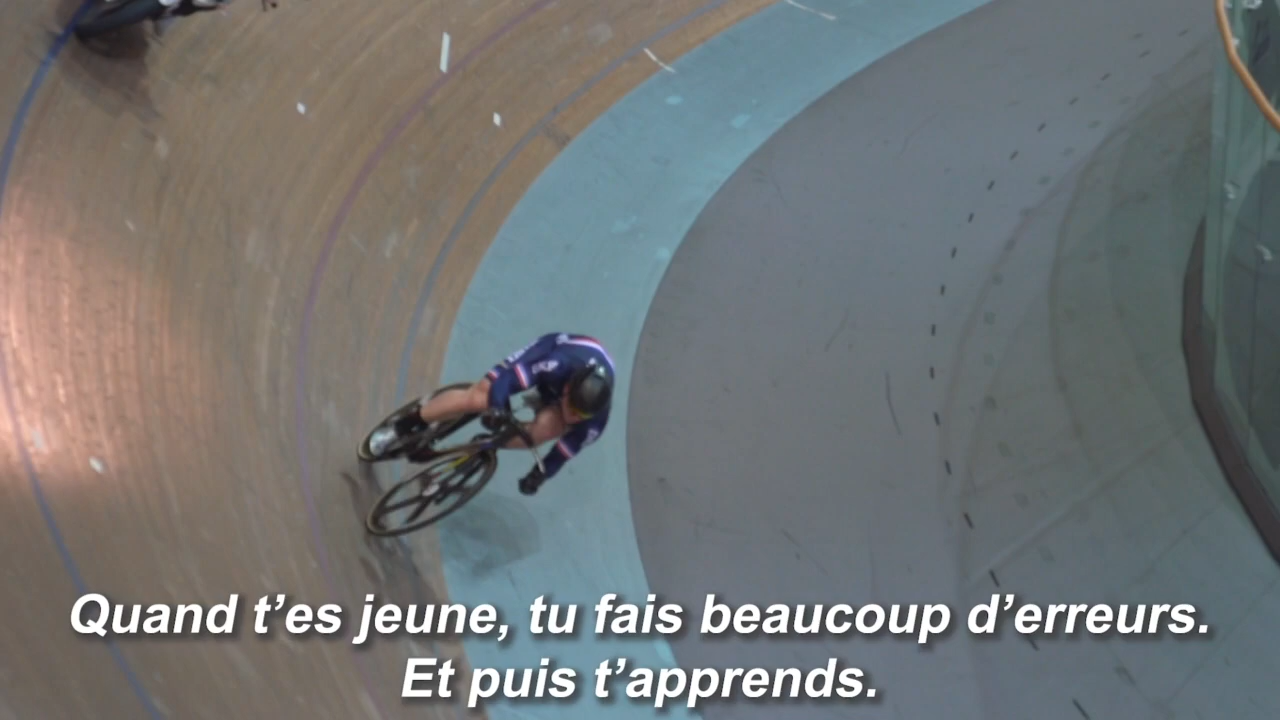 Quand t’es jeune, tu fais beaucoup d’erreurs.
Et puis t’apprends.